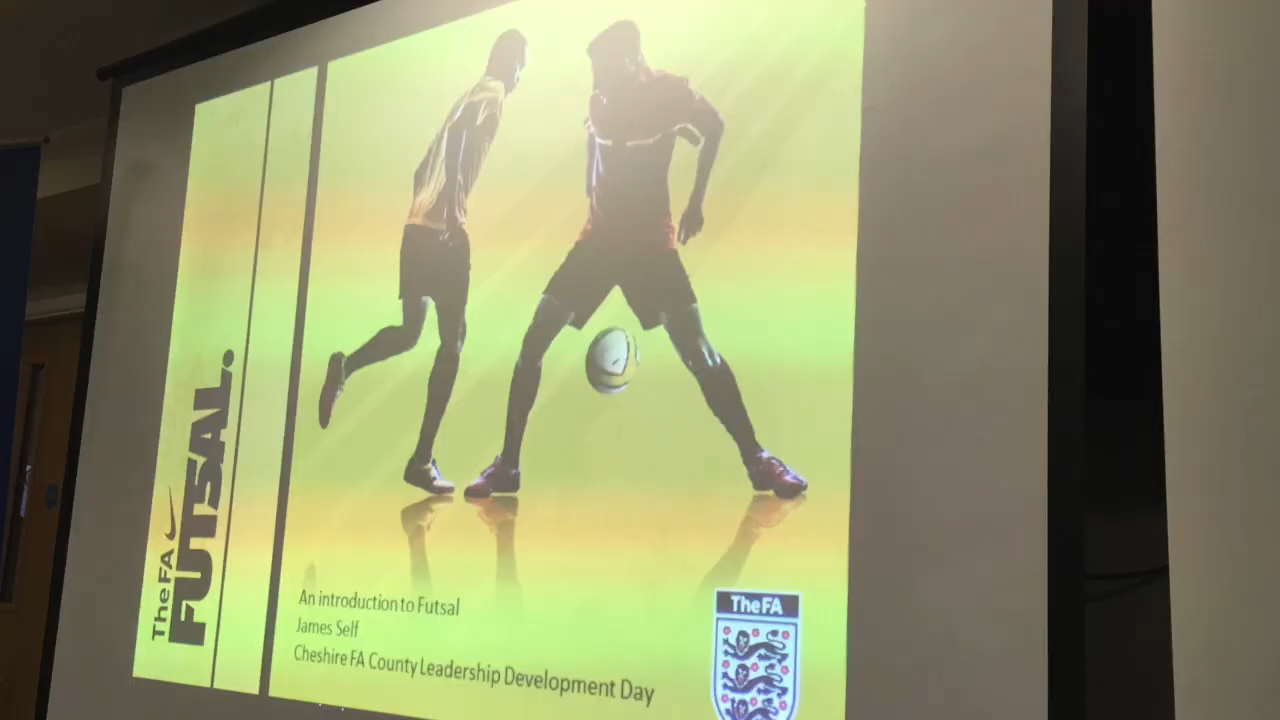 The FA
FUTSAL.
An introduction to Futsal
James Self
Cheshire FA County Leadership Development Day
The FA